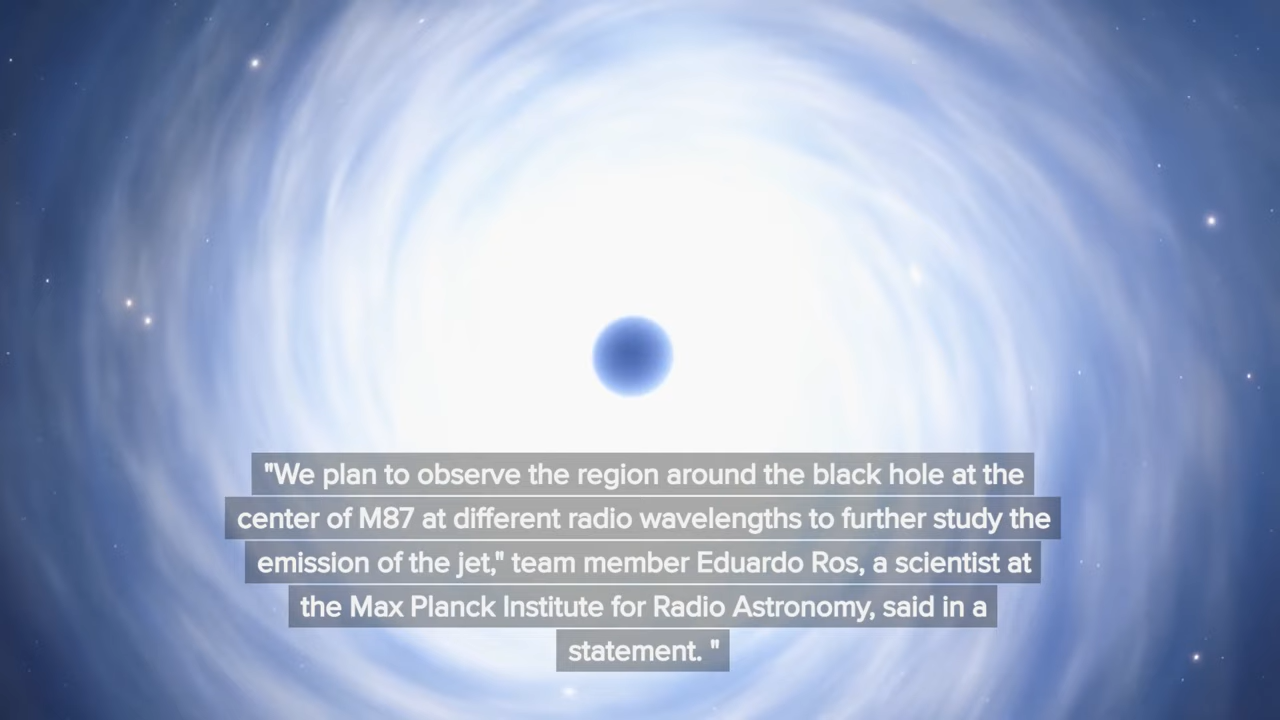 "We plan to observe the region around the black hole at the
center of M87 at different radio wavelengths to further study the
emission of the jet," team member Eduardo Ros, a scientist at
the Max Planck Institute for Radio Astronomy, said in a
statement. "